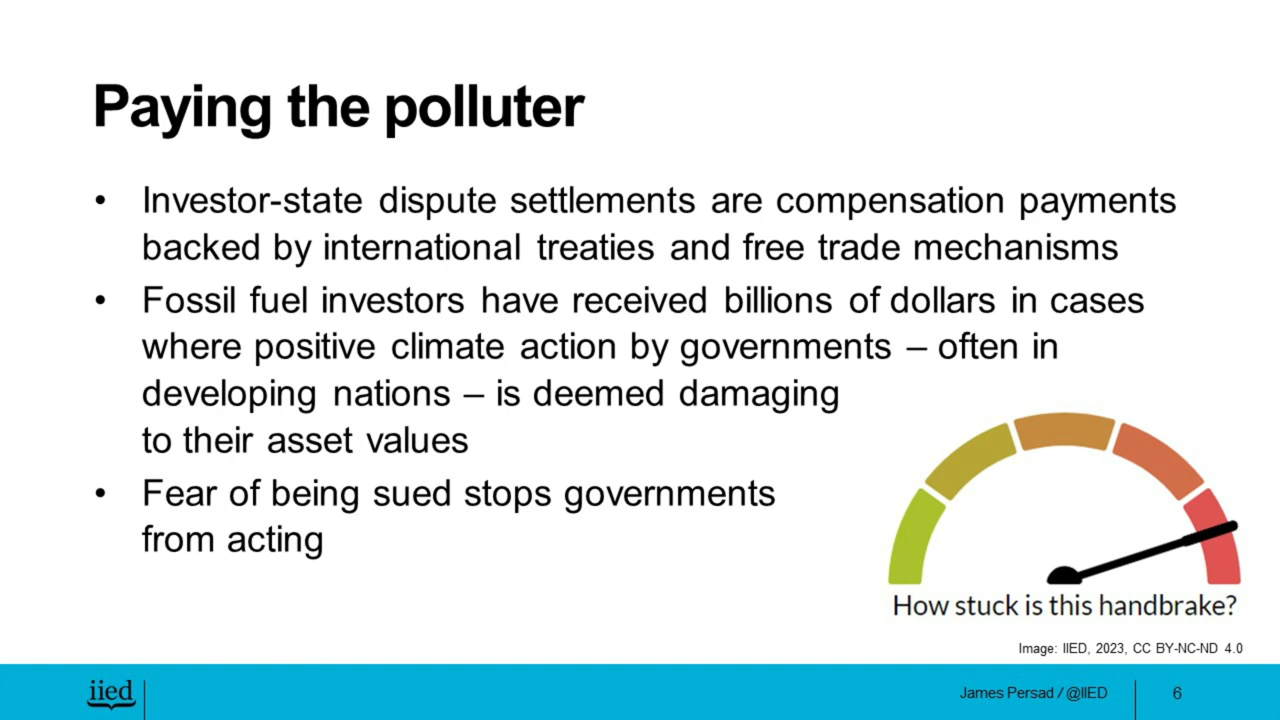 Paying the polluter
• Investor-state dispute settlements are compensation payments
backed by international treaties and free trade mechanisms
• Fossil fuel investors have received billions of dollars in cases
where positive climate action by governments – often in
developing nations – is deemed damaging
to their asset values
• Fear of being sued stops governments
from acting
How stuck is this handbrake?
Image: IIED, 2023, CC BY-NC-ND 4.0
iied
James Persad / @IIED
6